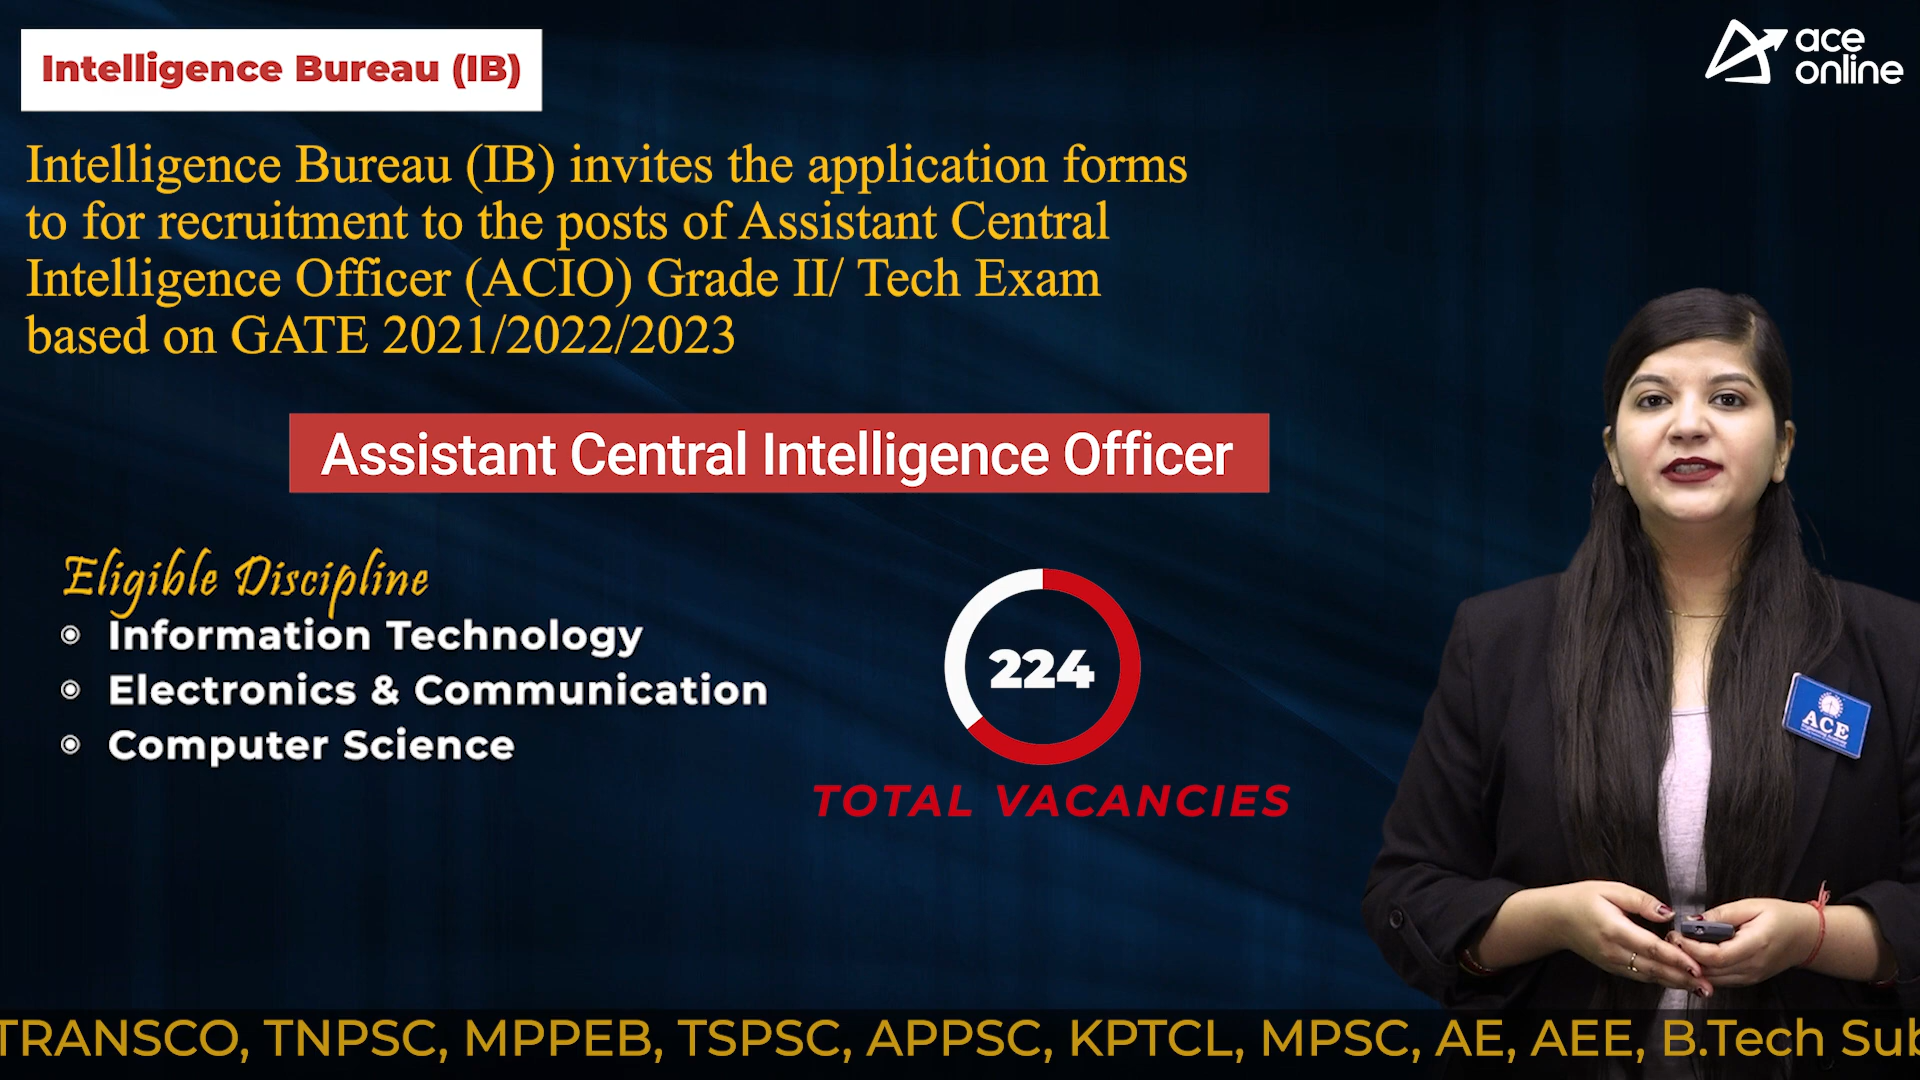 Intelligence Bureau (IB)
ace
online
Intelligence Bureau (IB) invites the application forms
to for recruitment to the posts of Assistant Central
Intelligence Officer (ACIO) Grade II/ Tech Exam
based on GATE 2021/2022/2023
Assistant Central Intelligence Officer
Eligible Discipline
Information Technology
Electronics & Communication
Computer Science
224
TOTAL VACANCIES
ACE
TRANSCO, TNPSC, MPPEB, TSPSC, APPSC, KPTCL, MPSC, AE, AEE, B.Tech Sub